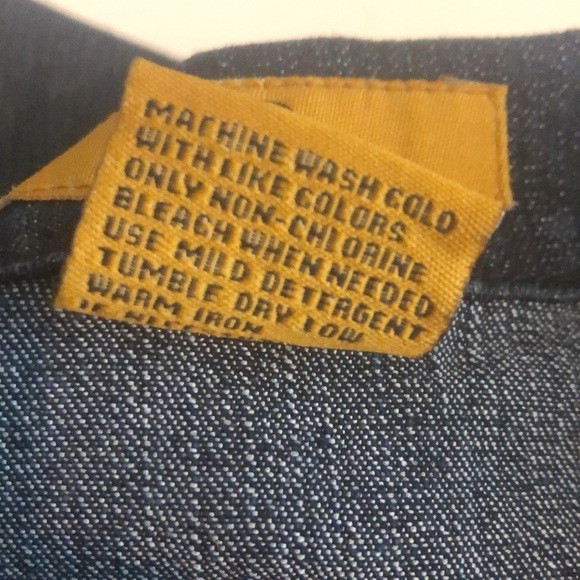 MACHINE WASH COLD
WITH LIKE COLORS
ONLY NON-CHLORINE
BLEACH WHEN NEEDED
USE MILD DETERGENT
TUMBLE DRY LOW
WARM IRON
IF